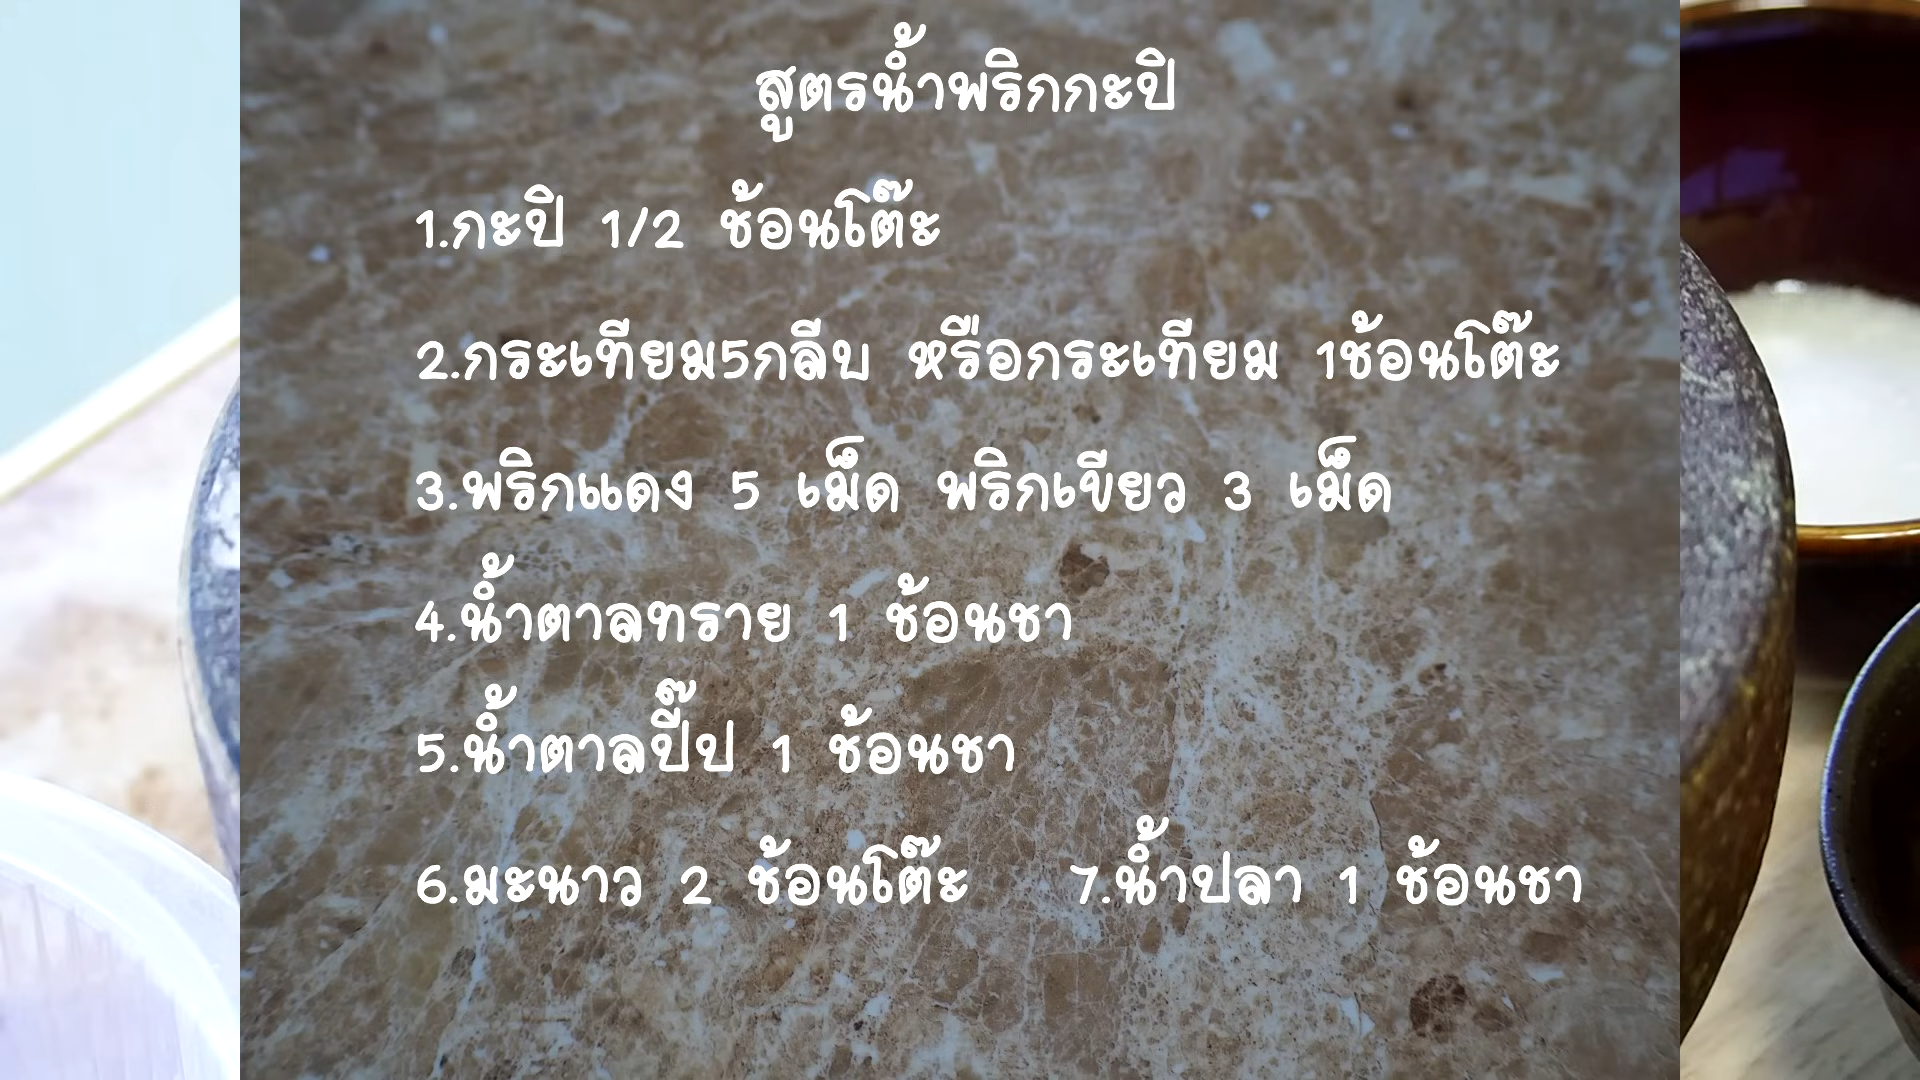 สูตรน้ำพริกกะปิ
1.กะปิ 1/2 ช้อนโต๊ะ
2.กระเทียม5กลีบ หรือกระเทียม 1ช้อนโต๊ะ
3.พริกแดง 5 เม็ด พริกเขียว 3 เม็ด
4.น้ำตาลทราย 1 ช้อนชา
5.น้ำตาลปี๊ป 1 ช้อนชา
6.มะนาว 2 ช้อนโต๊ะ 7.น้ำปลา 1 ช้อนชา